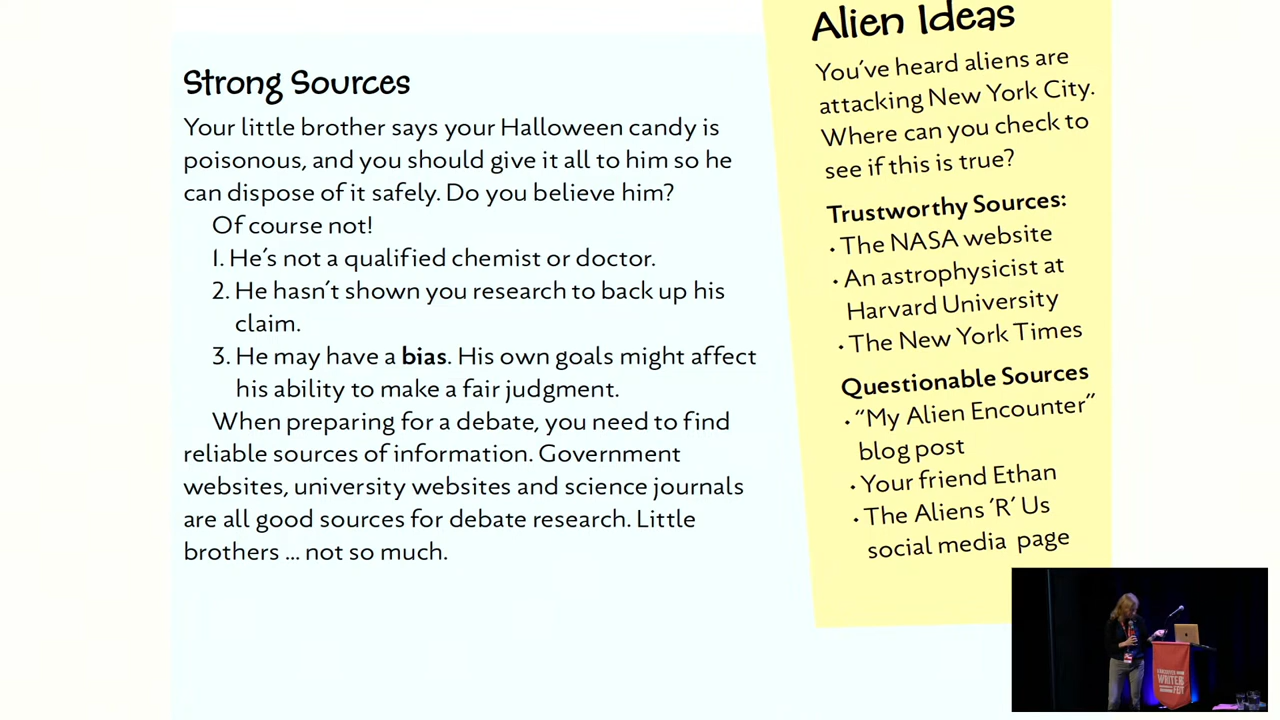 Strong Sources
Your little brother says your Halloween candy is
poisonous, and you should give it all to him so he
can dispose of it safely. Do you believe him?
Of course not!
1. He's not a qualified chemist or doctor.
2. He hasn't shown you research to back up his
claim.
3. He may have a bias. His own goals might affect
his ability to make a fair judgment.
When preparing for a debate, you need to find
reliable sources of information. Government
websites, university websites and science journals
are all good sources for debate research. Little
brothers ... not so much.
Alien Ideas
You've heard aliens are
attacking New York City.
Where can you check to
see if this is true?
Trustworthy Sources:
• The NASA website
• An astrophysicist at
Harvard University
• The New York Times
Questionable Sources
• "My Alien Encounter"
blog post
• Your friend Ethan
• The Aliens 'R' Us
social media page
WRITER